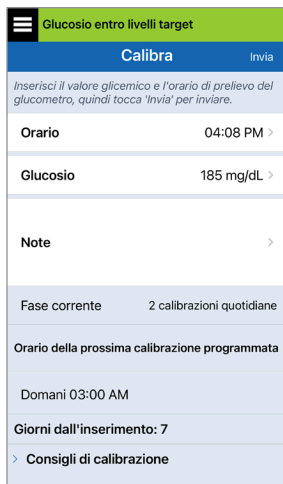 Glucosio entro livelli target
Calibra Invia
Inserisci il valore glicemico e l'orario di prelievo del
glucometro, quindi tocca 'Invia' per inviare.
Orario 04:08 PM >
Glucosio 185 mg/dL >
Note >
Fase corrente 2 calibrazioni quotidiane
Orario della prossima calibrazione programmata
Domani 03:00 AM
Giorni dall'inserimento: 7
> Consigli di calibrazione